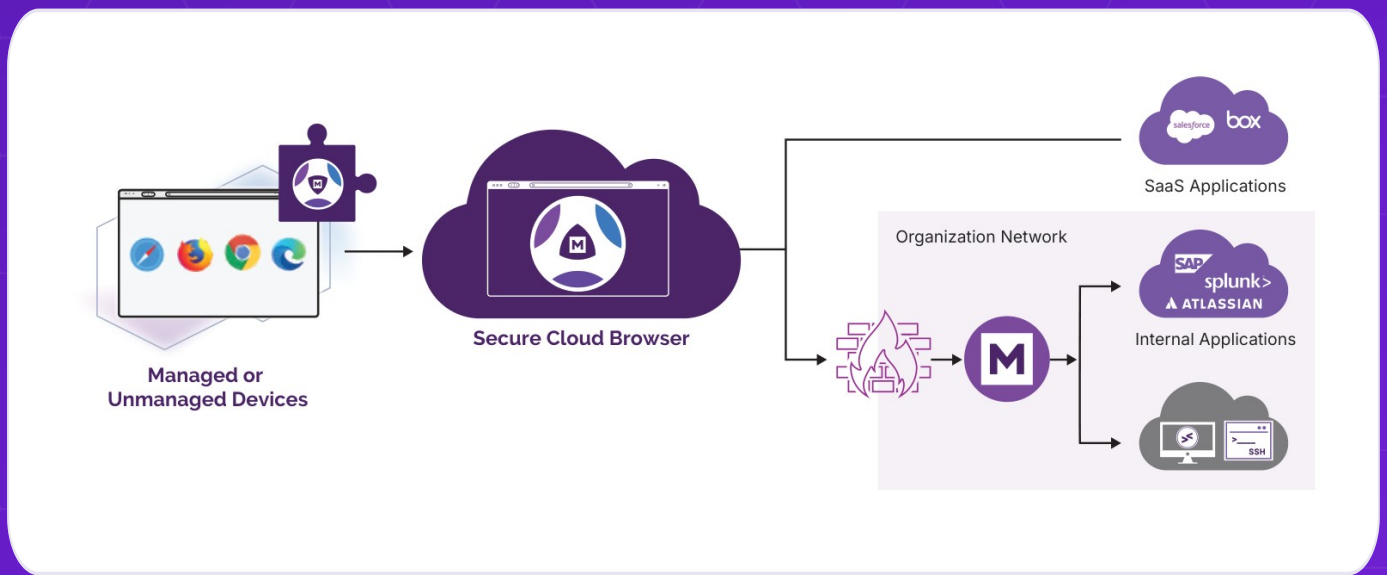 Managed or
Unmanaged Devices
M
M
Secure Cloud Browser
salesforce
box
SaaS Applications
Organization Network
M
SAP
splunk>
ATLASSIAN
Internal Applications
>___
SSH